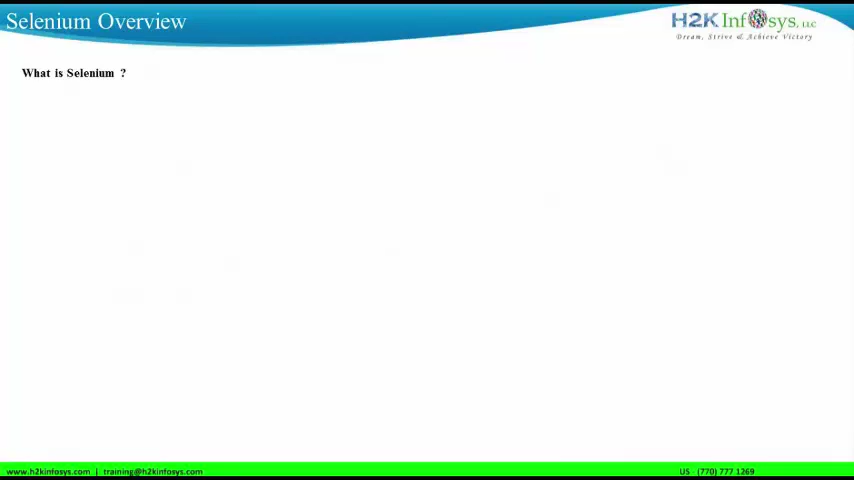 Selenium Overview
H2K Infosys, LLC
Dream, Strive & Achieve Victory
What is Selenium ?
www.h2kinfosys.com | training@h2kinfosys.com
US - (770) 777 1269